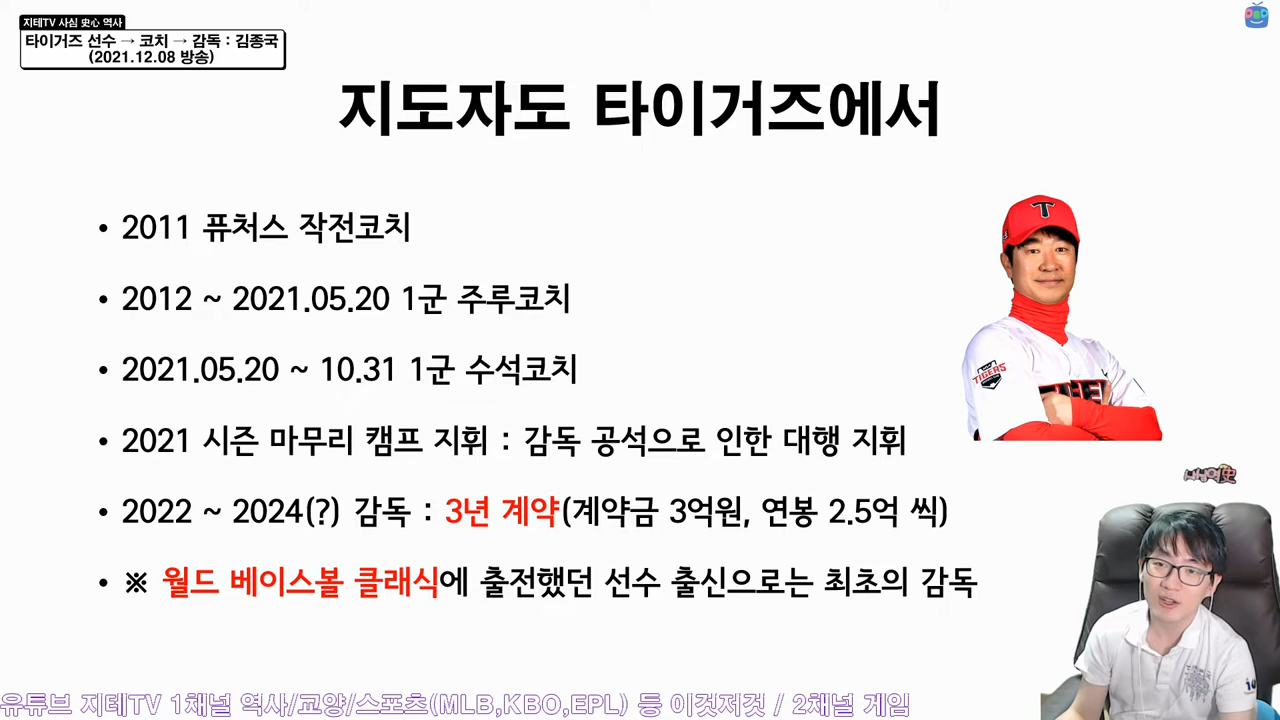 지테TV 사심 史心 역사
타이거즈 선수 → 코치 → 감독 : 김종국
(2021.12.08 방송)
지도자도 타이거즈에서
• 2011 퓨처스 작전코치
• 2012 ~ 2021.05.20 1군 주루코치
• 2021.05.20 ~ 10.31 1군 수석코치
• 2021 시즌 마무리 캠프 지휘 : 감독 공석으로 인한 대행 지휘
• 2022 ~ 2024(?) 감독 : 3년 계약(계약금 3억원, 연봉 2.5억 씩)
• ※ 월드 베이스볼 클래식에 출전했던 선수 출신으로는 최초의 감독
T
TIGERS
유튜브 지테TV 1채널 역사/교양/스포츠(MLB,KBO,EPL) 등 이것저것 / 2채널 게임